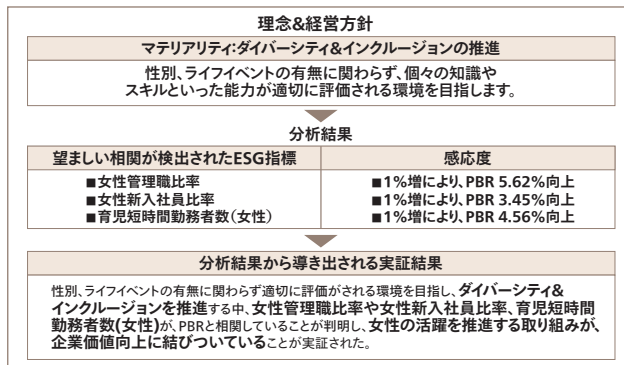 理念&経営方針
マテリアリティ:ダイバーシティ&インクルージョンの推進
性別、ライフイベントの有無に関わらず、個々の知識や
スキルといった能力が適切に評価される環境を目指します。
分析結果
望ましい相関が検出されたESG指標
感応度
■女性管理職比率
■1%増により、PBR 5.62%向上
■女性新入社員比率
■1%増により、PBR 3.45%向上
■育児短時間勤務者数(女性)
■1%増により、PBR 4.56%向上
分析結果から導き出される実証結果
性別、ライフイベントの有無に関わらず適切に評価がされる環境を目指し、ダイバーシティ&
インクルージョンを推進する中、女性管理職比率や女性新入社員比率、育児短時間
勤務者数(女性)が、PBRと相関していることが判明し、女性の活躍を推進する取り組みが、
企業価値向上に結びついていることが実証された。